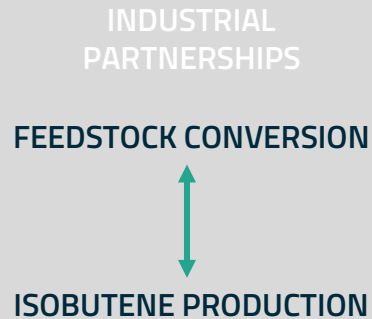 INDUSTRIAL
PARTNERSHIPS
FEEDSTOCK CONVERSION
ISOBUTENE PRODUCTION